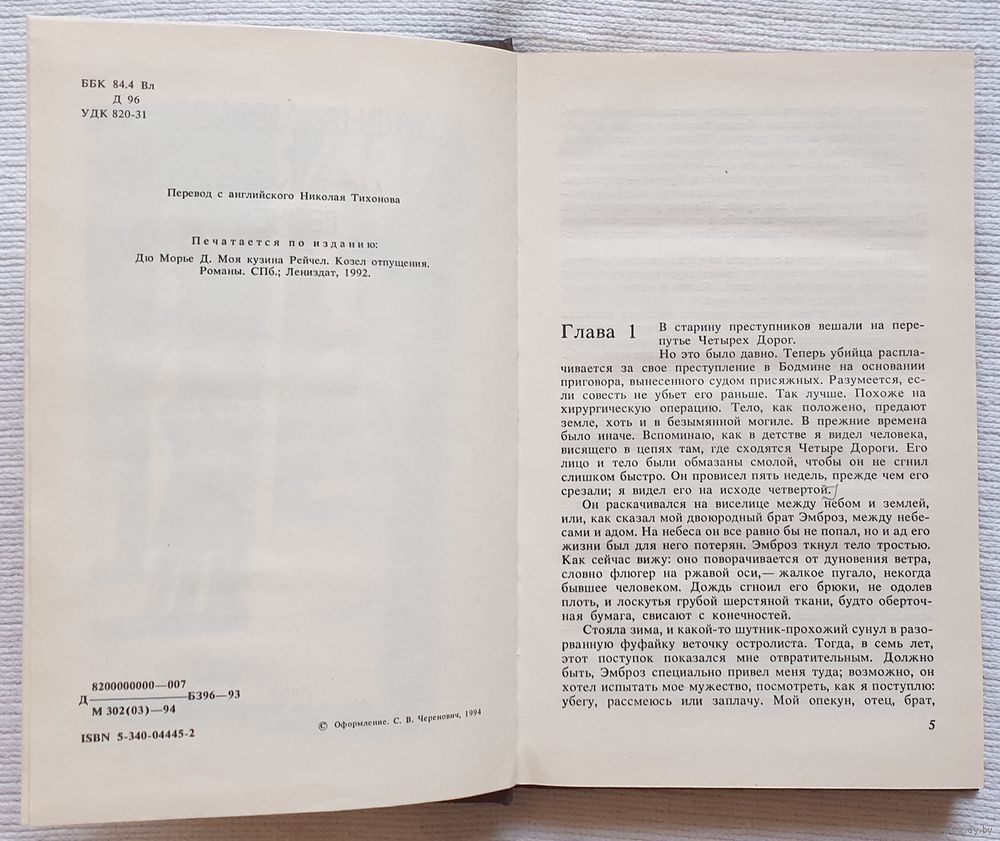 ББК 84.4 Вл
Д 96
УДК 820-31
Перевод с английского Николая Тихонова
Печатается по изданию:
Дю Морье Д. Моя кузина Рейчел. Козел отпущения.
Романы. СПб.; Лениздат, 1992.
8200000000—007
Д————БЗ96—93
М 302(03)—94
ISBN 5-340-04445-2
© Оформление. С. В. Черенович, 1994
Глава 1
В старину преступников вешали на пере-
путье Четырех Дорог.
Но это было давно. Теперь убийца распла-
чивается за свое преступление в Бодмине на основании
приговора, вынесенного судом присяжных. Разумеется, ес-
ли совесть не убьет его раньше. Так лучше. Похоже на
хирургическую операцию. Тело, как положено, предают
земле, хоть и в безымянной могиле. В прежние времена
было иначе. Вспоминаю, как в детстве я видел человека,
висящего в цепях там, где сходятся Четыре Дороги. Его
лицо и тело были обмазаны смолой, чтобы он не сгнил
слишком быстро. Он провисел пять недель, прежде чем его
срезали; я видел его на исходе четвертой.
Он раскачивался на виселице между небом и землей,
или, как сказал мой двоюродный брат Эмброз, между небе-
сами и адом. На небеса он все равно бы не попал, но и ад его
жизни был для него потерян. Эмброз ткнул тело тростью.
Как сейчас вижу: оно поворачивается от дуновения ветра,
словно флюгер на ржавой оси,— жалкое пугало, некогда
бывшее человеком. Дождь сгноил его брюки, не одолев
плоть, и лоскутья грубой шерстяной ткани, будто оберточ-
ная бумага, свисают с конечностей.
Стояла зима, и какой-то шутник-прохожий сунул в разо-
рванную фуфайку веточку остролиста. Тогда, в семь лет,
этот поступок показался мне отвратительным. Должно
быть, Эмброз специально привел меня туда; возможно, он
хотел испытать мое мужество, посмотреть, как я поступлю:
убегу, рассмеюсь или заплачу. Мой опекун, отец, брат,
5
www.ay.by